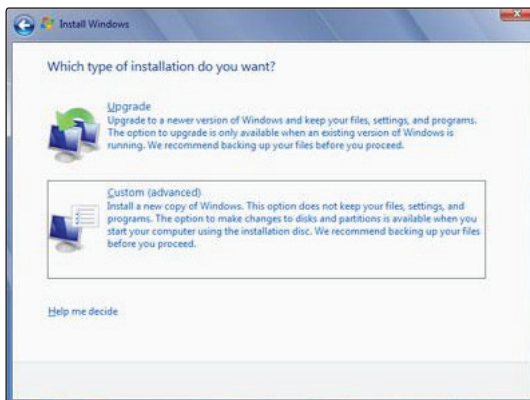 Install Windows
Which type of installation do you want?
Upgrade
Upgrade to a newer version of Windows and keep your files, settings, and programs.
The option to upgrade is only available when an existing version of Windows is
running. We recommend backing up your files before you proceed.
Custom (advanced)
Install a new copy of Windows. This option does not keep your files, settings, and
programs. The option to make changes to disks and partitions is available when you
start your computer using the installation disc. We recommend backing up your files
before you proceed.
Help me decide